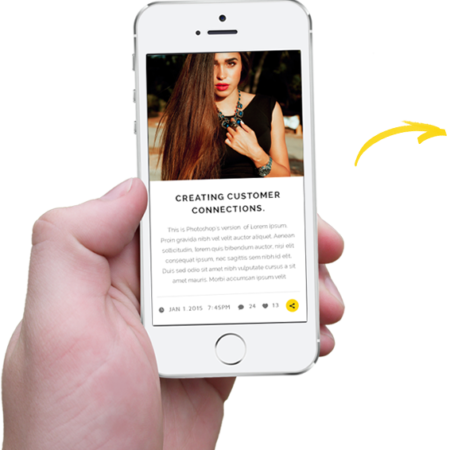 CREATING CUSTOMER
CONNECTIONS.
This is Photoshop's version of Lorem Ipsum.
Proin gravida nibh vel velit auctor aliquet. Aenean
sollicitudin, lorem quis bibendum auctor, nisi elit
consequat ipsum, nec sagittis sem nibh id elit.
Duis sed odio sit amet nibh vulputate cursus a sit
amet mauris. Morbi accumsan ipsum velit.
JAN 1 2015 7:45PM 24 13